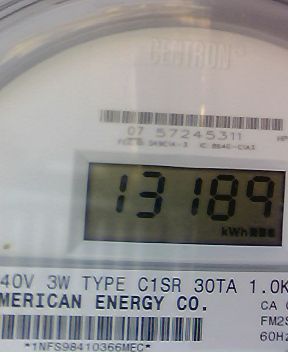 CENTRON
07 57245311
13189
kWh
40V 3W TYPE C1SR 30TA 1.0K
MERICAN ENERGY CO.
CA
FM2S
60HZ
*1NFS98410366MEC*